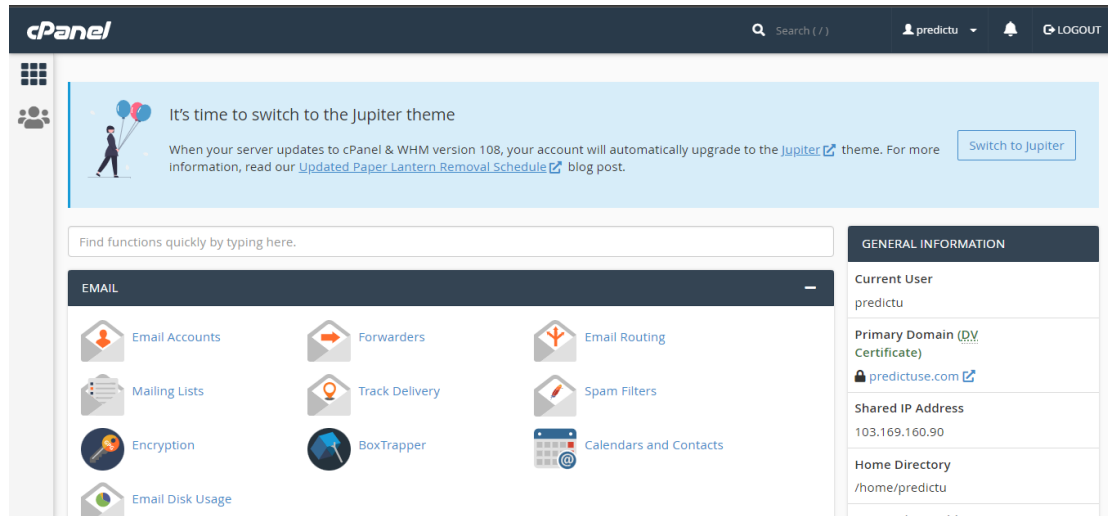 cPanel
Search ( / )
predictu
LOGOUT
It's time to switch to the Jupiter theme
When your server updates to cPanel & WHM version 108, your account will automatically upgrade to the Jupiter theme. For more
information, read our Updated Paper Lantern Removal Schedule blog post.
Switch to Jupiter
Find functions quickly by typing here.
EMAIL
Email Accounts
Forwarders
Email Routing
Mailing Lists
Track Delivery
Spam Filters
Encryption
BoxTrapper
Calendars and Contacts
Email Disk Usage
GENERAL INFORMATION
Current User
predictu
Primary Domain (DV
Certificate)
predictuse.com
Shared IP Address
103.169.160.90
Home Directory
/home/predictu